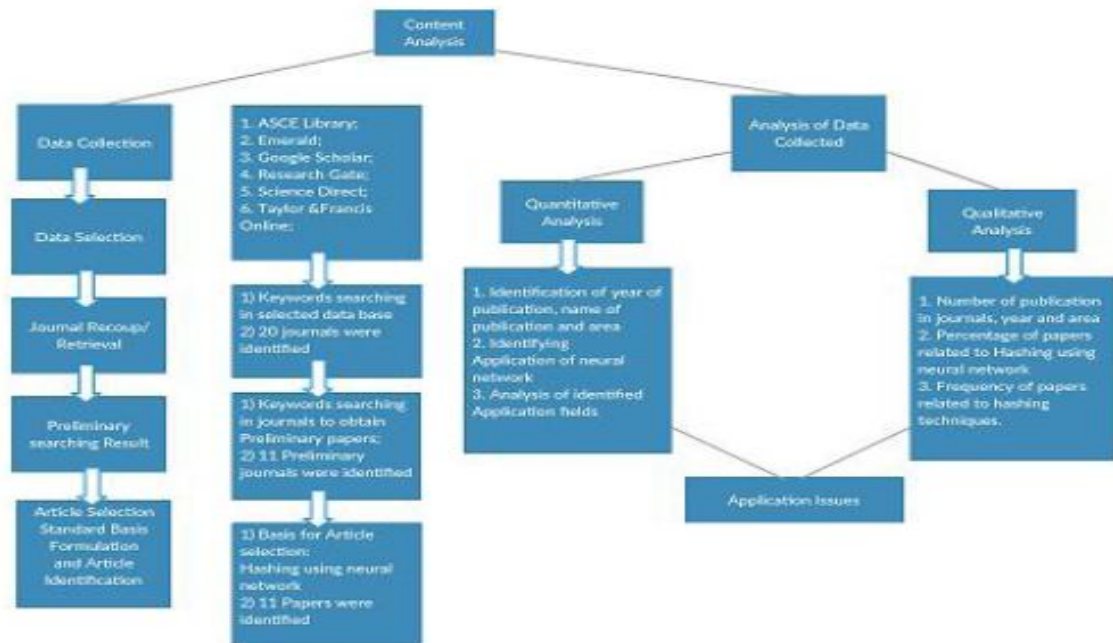 Content
Analysis
Data Collection
Data Selection
Journal Recoup/
Retrieval
Preliminary
searching Result
Article Selection
Standard Basis
Formulation
and Article
Identification
1. ASCE Library;
2. Emerald;
3. Google Scholar;
4. Research Gate;
5. Science Direct;
6. Taylor &Francis
Online;
1) Keywords searching
in selected data base
2) 20 journals were
identified
1) Keywords searching
in journals to obtain
Preliminary papers;
2) 11 Preliminary
journals were identified
1) Basis for Article
selection:
Hashing using neural
network
2) 11 Papers were
identified
Analysis of Data
Collected
Quantitative
Analysis
1. Identification of year of
publication, name of
publication and area
2. Identifying
Application of neural
network
3. Analysis of identified
Application fields
Qualitative
Analysis
1. Number of publication
in journals, year and area
2. Percentage of papers
related to Hashing using
neural network
3. Frequency of papers
related to hashing
techniques.
Application Issues